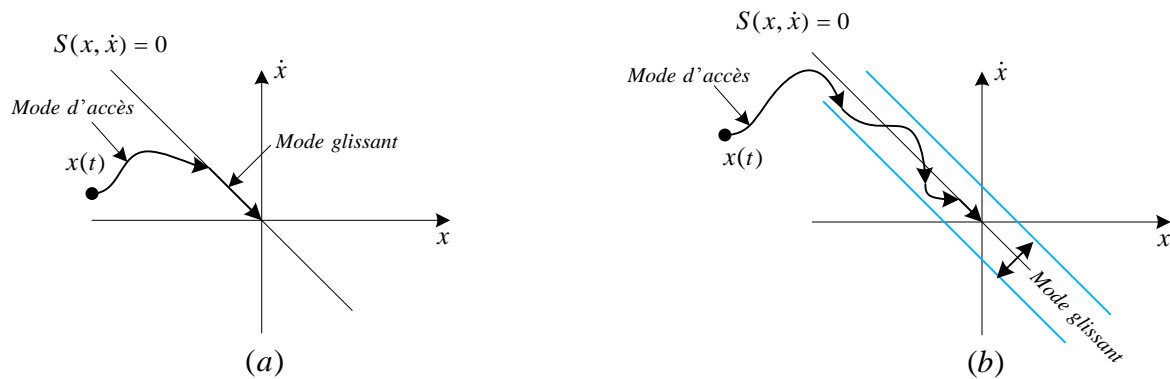 S(x, ẋ) = 0
ẋ
Mode d'accès
Mode glissant
x(t)
x
(a)
S(x, ẋ) = 0
ẋ
Mode d'accès
x(t)
x
Mode glissant
(b)